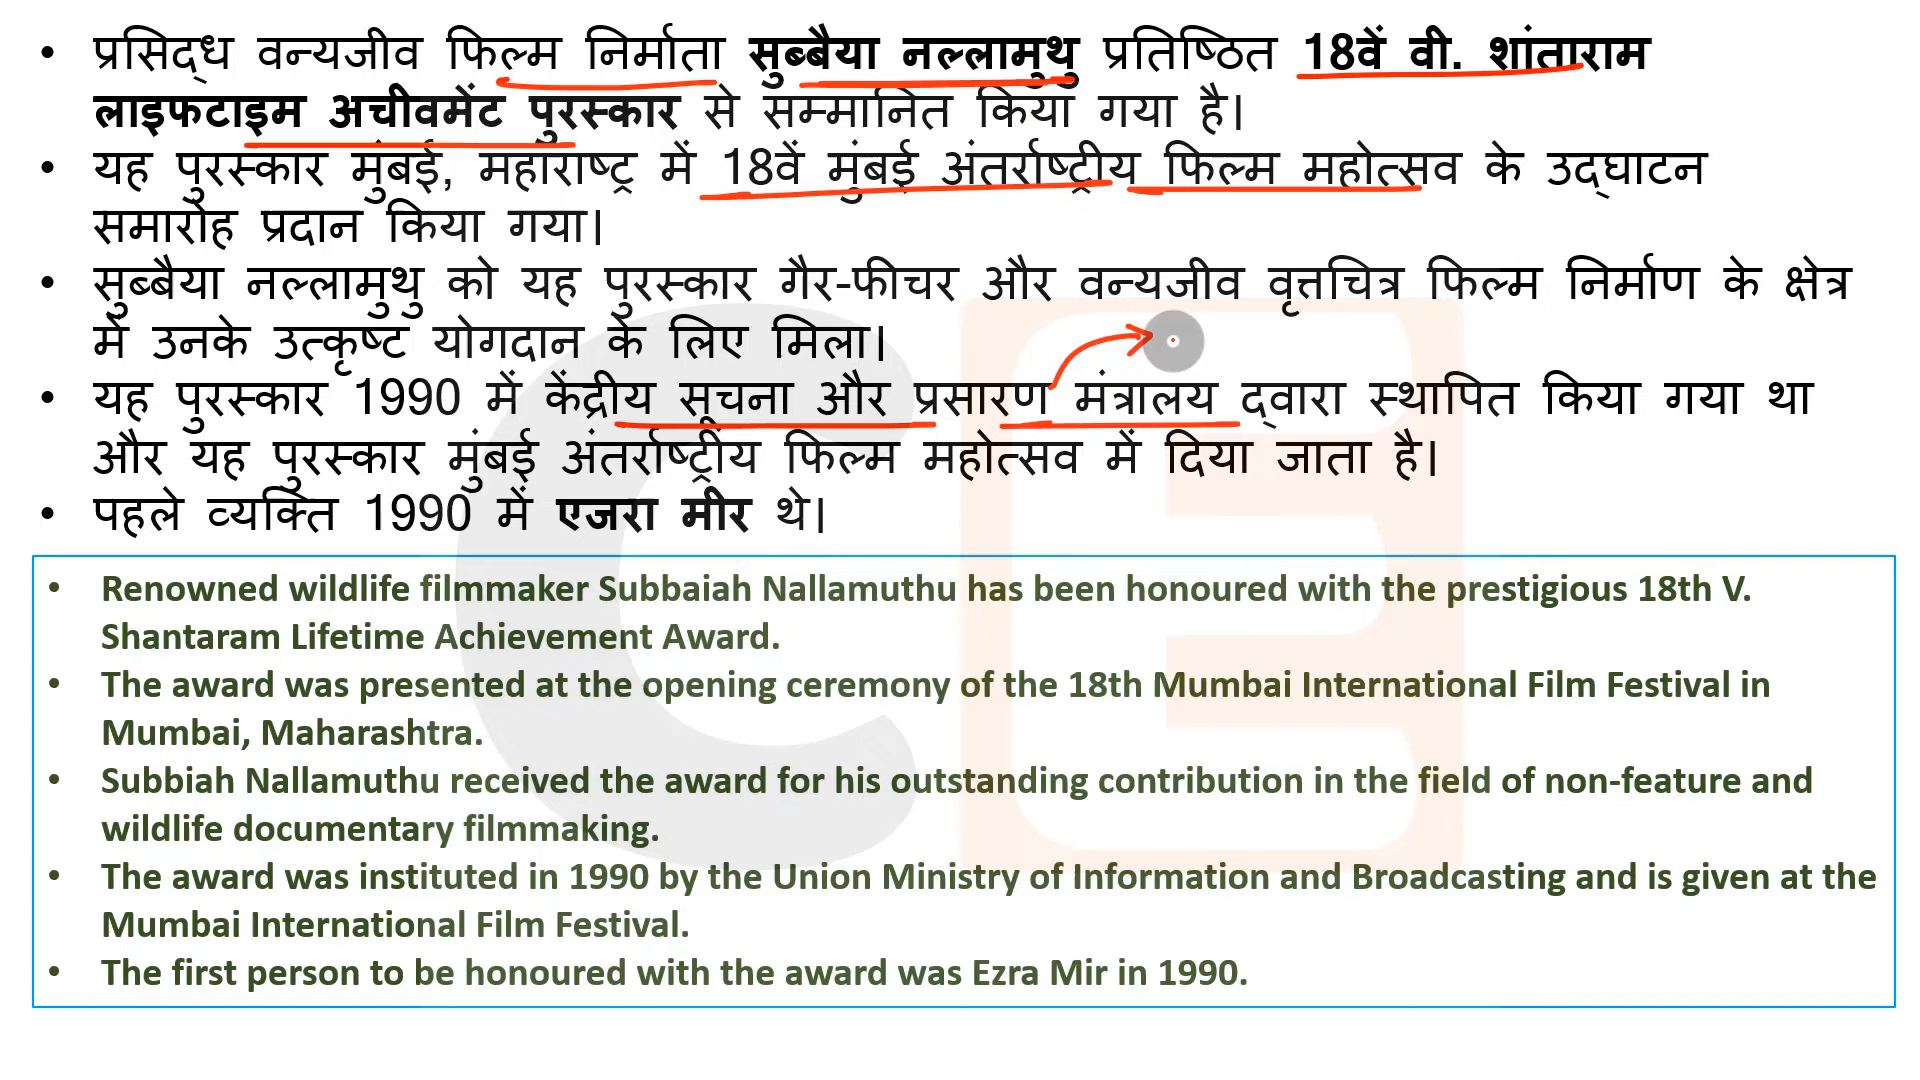 • प्रसिद्ध वन्यजीव फिल्म निर्माता सुब्बैया नल्लामुथु प्रतिष्ठित 18वें वी. शांताराम
लाइफटाइम अचीवमेंट पुरस्कार से सम्मानित किया गया है।
• यह पुरस्कार मुंबई, महाराष्ट्र में 18वें मुंबई अंतर्राष्ट्रीय फिल्म महोत्सव के उद्घाटन
समारोह प्रदान किया गया।
• सुब्बैया नल्लामुथु को यह पुरस्कार गैर-फीचर और वन्यजीव वृत्तचित्र फिल्म निर्माण के क्षेत्र
में उनके उत्कृष्ट योगदान के लिए मिला।
• यह पुरस्कार 1990 में केंद्रीय सूचना और प्रसारण मंत्रालय द्वारा स्थापित किया गया था
और यह पुरस्कार मुंबई अंतर्राष्ट्रीय फिल्म महोत्सव में दिया जाता है।
• पहले व्यक्ति 1990 में एजरा मीर थे।
• Renowned wildlife filmmaker Subbaiah Nallamuthu has been honoured with the prestigious 18th V.
Shantaram Lifetime Achievement Award.
• The award was presented at the opening ceremony of the 18th Mumbai International Film Festival in
Mumbai, Maharashtra.
• Subbiah Nallamuthu received the award for his outstanding contribution in the field of non-feature and
wildlife documentary filmmaking.
• The award was instituted in 1990 by the Union Ministry of Information and Broadcasting and is given at the
Mumbai International Film Festival.
• The first person to be honoured with the award was Ezra Mir in 1990.
CE